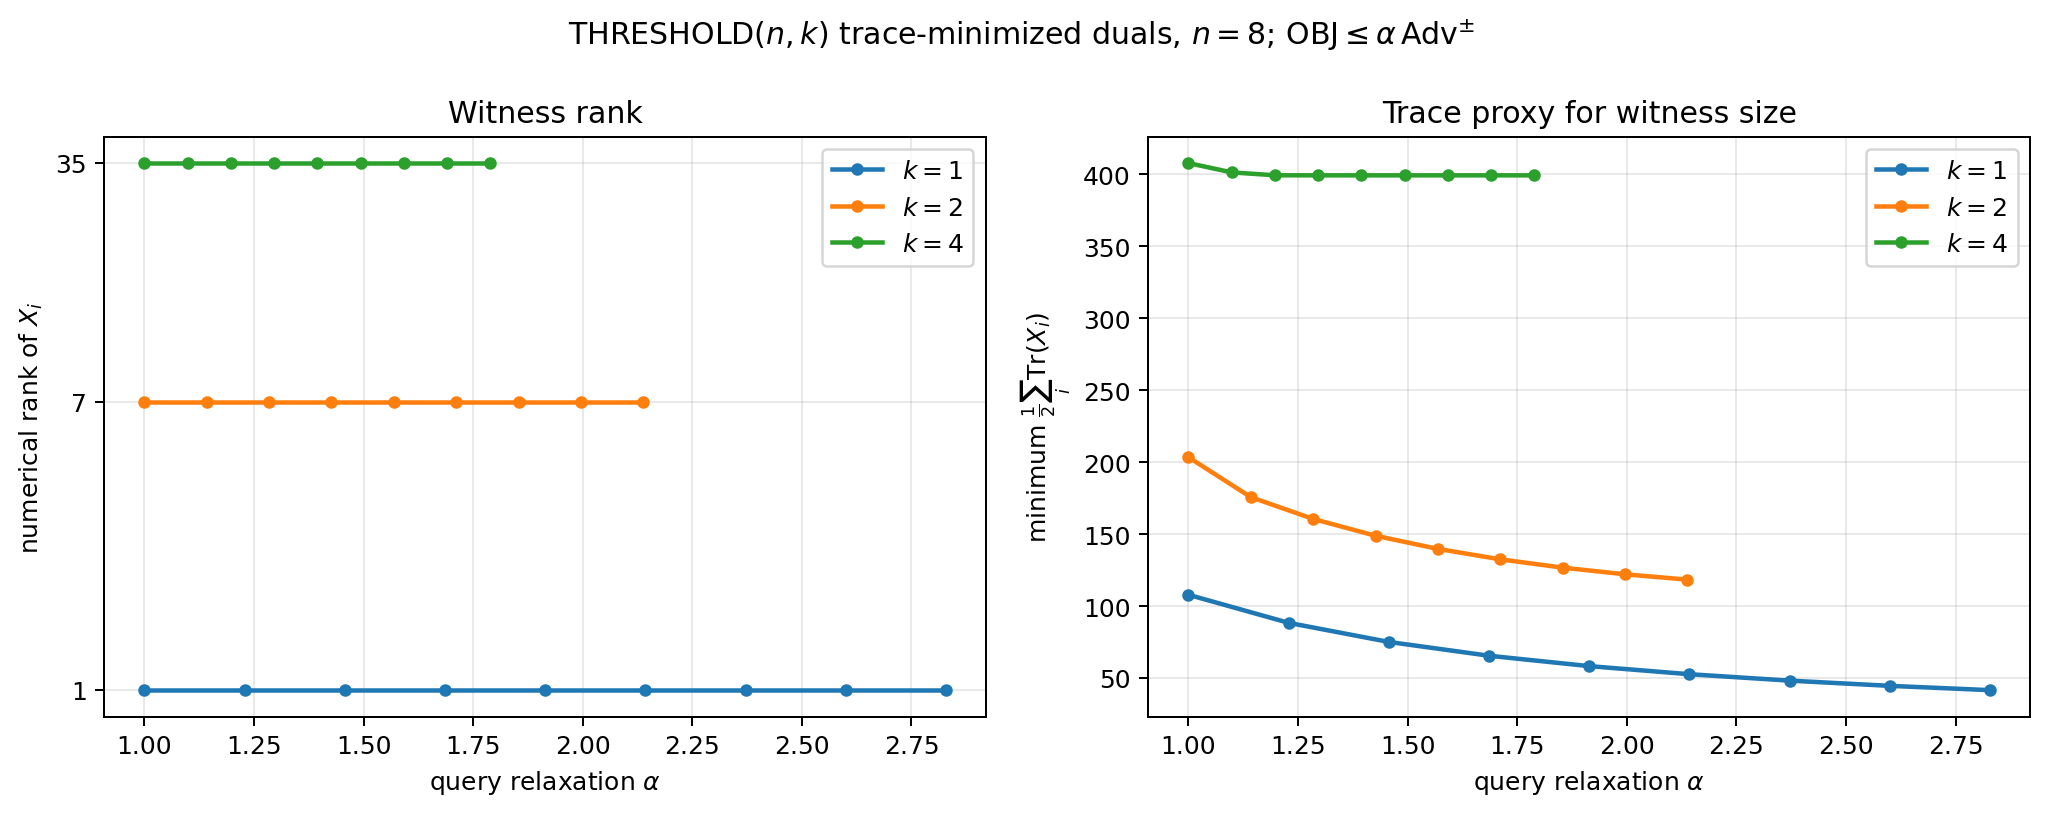 THRESHOLD(n, k) trace-minimized duals, n = 8; OBJ ≤ α Adv±
Witness rank
numerical rank of Xᵢ
35
7
1
k = 1
k = 2
k = 4
1.00 1.25 1.50 1.75 2.00 2.25 2.50 2.75
query relaxation α
Trace proxy for witness size
minimum ½ ∑ᵢ Tr(Xᵢ)
400
350
300
250
200
150
100
50
k = 1
k = 2
k = 4
1.00 1.25 1.50 1.75 2.00 2.25 2.50 2.75
query relaxation α